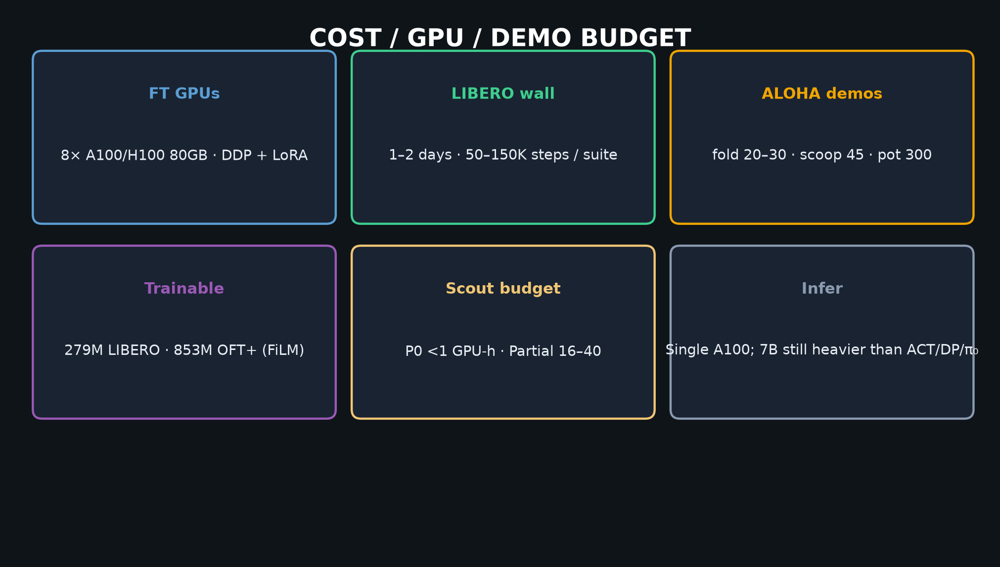 COST / GPU / DEMO BUDGET
FT GPUs
8× A100/H100 80GB · DDP + LoRA
LIBERO wall
1–2 days · 50–150K steps / suite
ALOHA demos
fold 20–30 · scoop 45 · pot 300
Trainable
279M LIBERO · 853M OFT+ (FiLM)
Scout budget
P0 <1 GPU-h · Partial 16–40
Infer
Single A100; 7B still heavier than ACT/DP/π₀